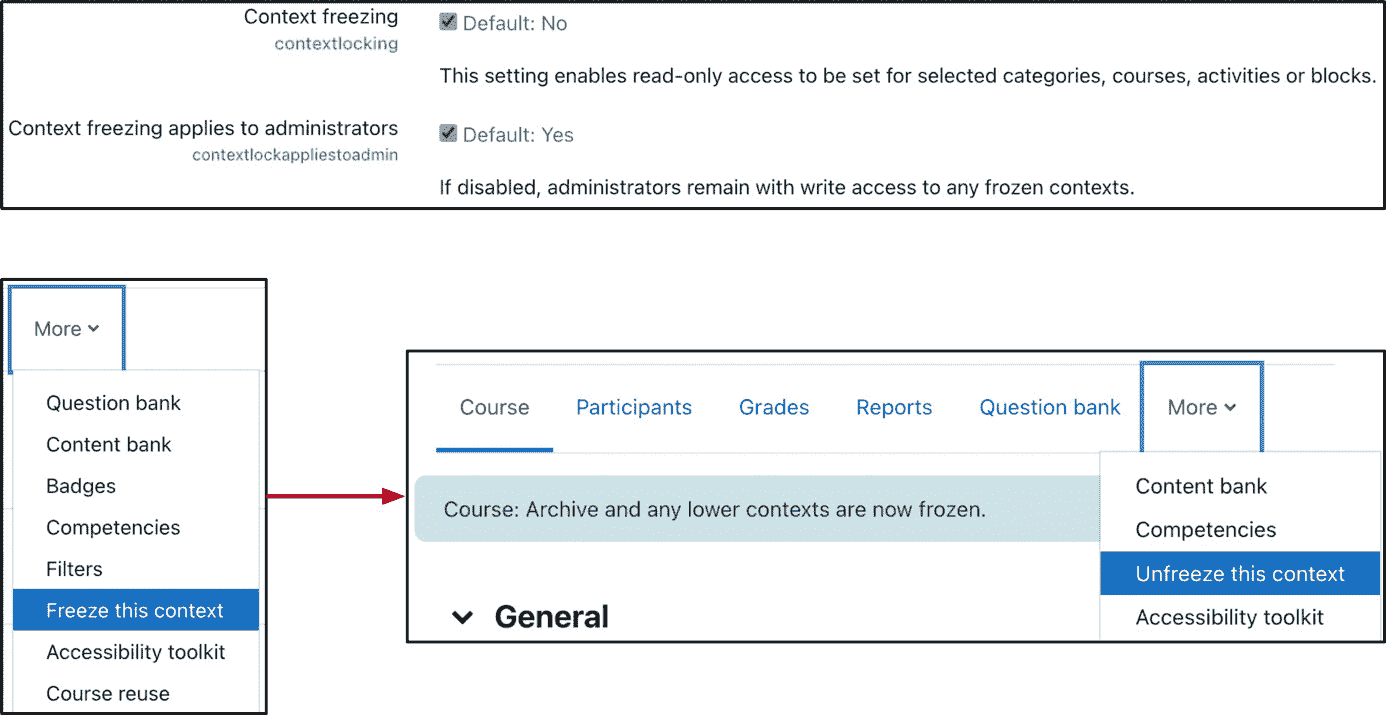 Context freezing
Default: No
contextlocking
This setting enables read-only access to be set for selected categories, courses, activities or blocks.
Context freezing applies to administrators
Default: Yes
contextlockappliestoadmin
If disabled, administrators remain with write access to any frozen contexts.
More
Question bank
Content bank
Badges
Competencies
Filters
Freeze this context
Accessibility toolkit
Course reuse
Course Participants Grades Reports Question bank More
Course: Archive and any lower contexts are now frozen.
General
Content bank
Competencies
Unfreeze this context
Accessibility toolkit